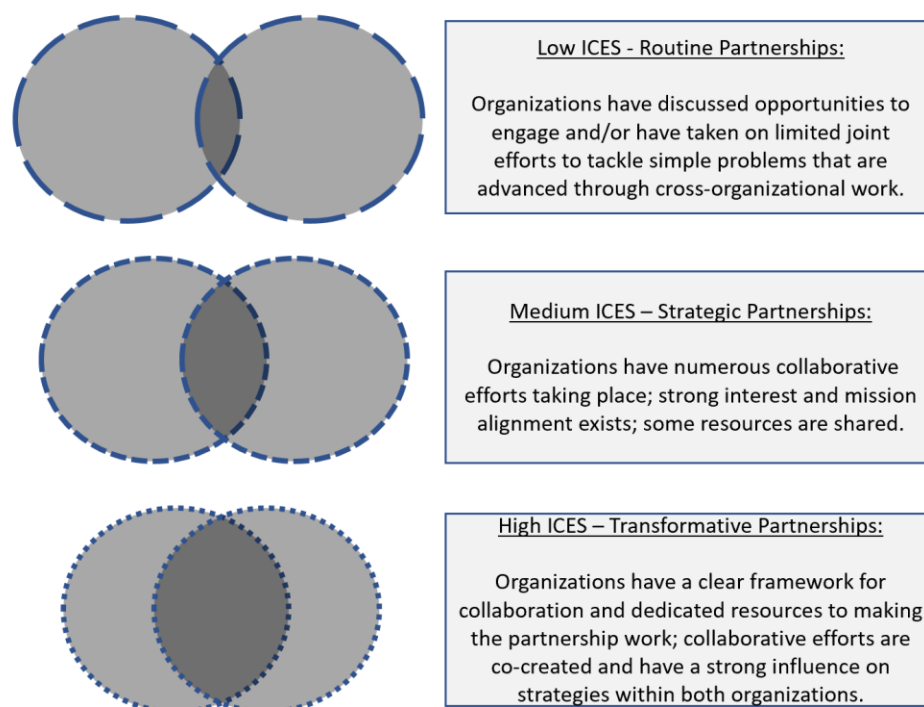 Low ICES - Routine Partnerships:
Organizations have discussed opportunities to
engage and/or have taken on limited joint
efforts to tackle simple problems that are
advanced through cross-organizational work.
Medium ICES – Strategic Partnerships:
Organizations have numerous collaborative
efforts taking place; strong interest and mission
alignment exists; some resources are shared.
High ICES – Transformative Partnerships:
Organizations have a clear framework for
collaboration and dedicated resources to making
the partnership work; collaborative efforts are
co-created and have a strong influence on
strategies within both organizations.